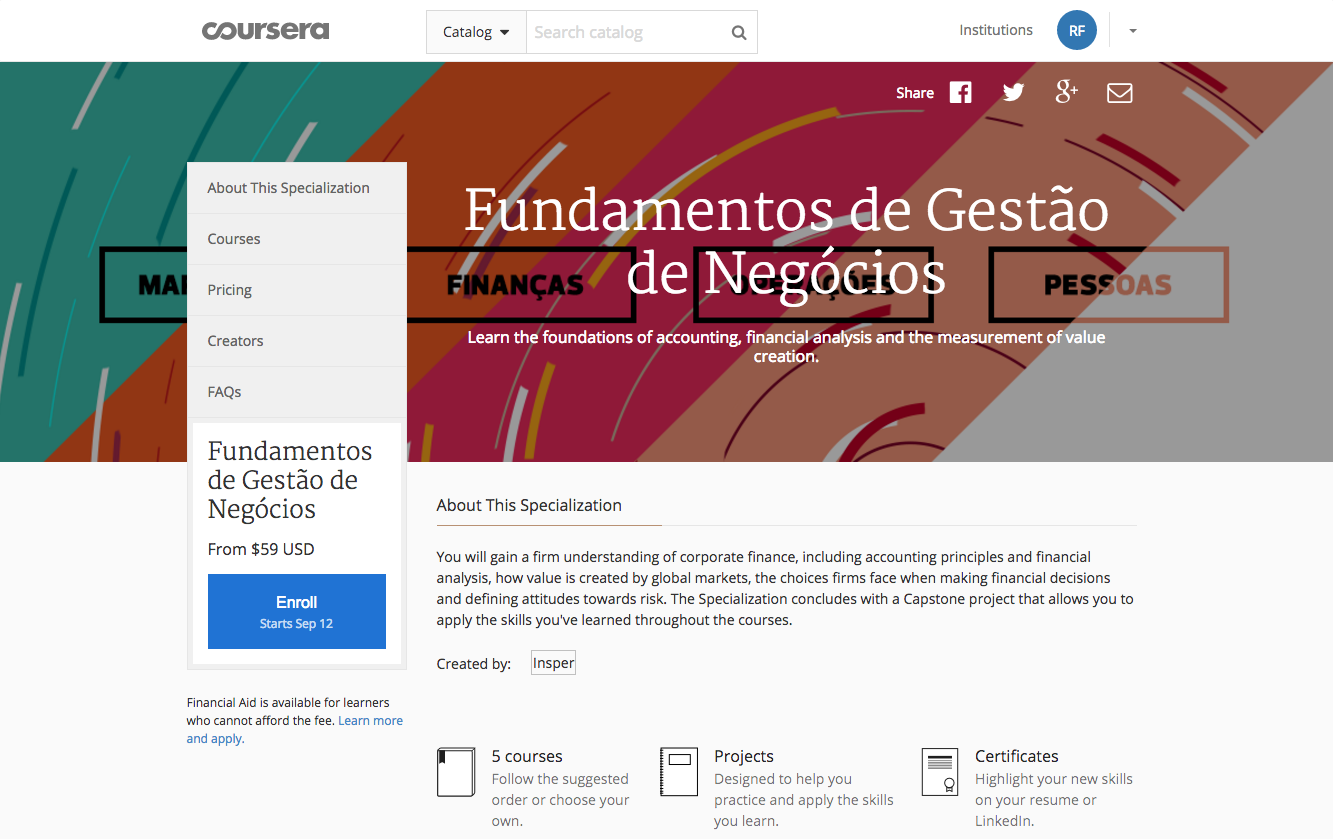 coursera
Catalog
Search catalog
Institutions
RF
Share
About This Specialization
Courses
Pricing
Creators
FAQs
Fundamentos de Gestão
de Negócios
FINANÇAS
OPERAÇÕES
PESSOAS
Learn the foundations of accounting, financial analysis and the measurement of value
creation.
Fundamentos
de Gestão de
Negócios
From $59 USD
Enroll
Starts Sep 12
Financial Aid is available for learners
who cannot afford the fee. Learn more
and apply.
About This Specialization
You will gain a firm understanding of corporate finance, including accounting principles and financial
analysis, how value is created by global markets, the choices firms face when making financial decisions
and defining attitudes towards risk. The Specialization concludes with a Capstone project that allows you to
apply the skills you've learned throughout the courses.
Created by:
Insper
5 courses
Follow the suggested
order or choose your
own.
Projects
Designed to help you
practice and apply the skills
you learn.
Certificates
Highlight your new skills
on your resume or
LinkedIn.